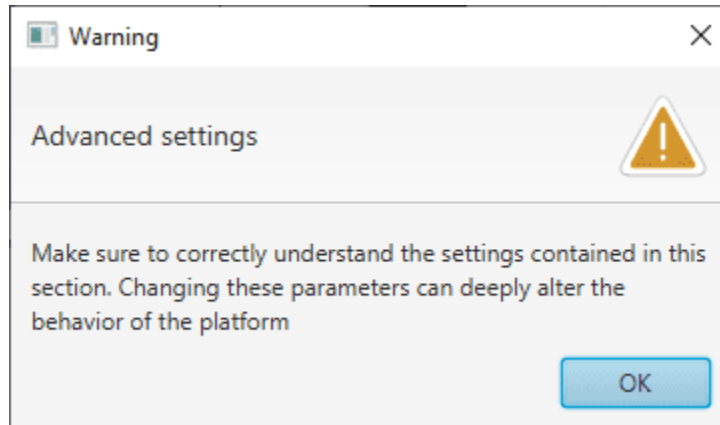 Warning
Advanced settings
Make sure to correctly understand the settings contained in this
section. Changing these parameters can deeply alter the
behavior of the platform
OK